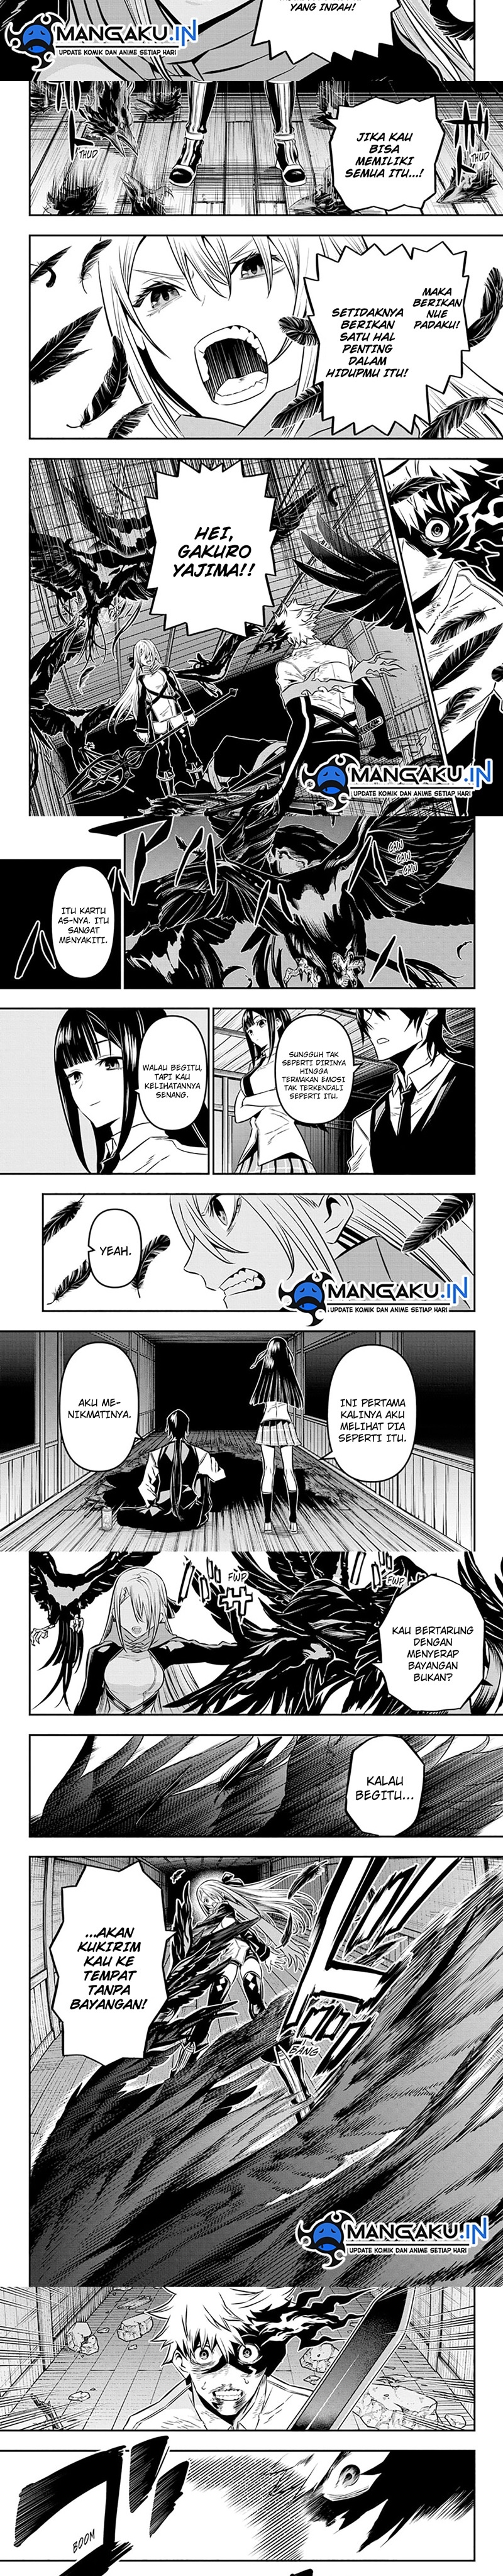 YANG INDAH!
MANGAKU.IN
UPDATE KOMIK DAN ANIME SETIAP HARI
THUD
THUD
JIKA KAU
BISA
MEMILIKI
SEMUA ITU...!
MAKA
BERIKAN
NUE
PADAKU!
SETIDAKNYA
BERIKAN
SATU HAL
PENTING
DALAM
HIDUPMU ITU!
HEI,
GAKURO
YAJIMA!!
MANGAKU.IN
UPDATE KOMIK DAN ANIME SETIAP HARI
CAW
CAW
CAW
ITU KARTU
AS-NYA. ITU
SANGAT
MENYAKITI.
SUNGGUH TAK
SEPERTI DIRINYA
HINGGA
TERMAKAN EMOSI
TAK TERKENDALI
SEPERTI ITU.
WALAU BEGITU,
TAPI KAU
KELIHATANNYA
SENANG.
YEAH.
MANGAKU.IN
UPDATE KOMIK DAN ANIME SETIAP HARI
INI PERTAMA
KALINYA AKU
MELIHAT DIA
SEPERTI ITU.
AKU ME-
NIKMATINYA.
FWP
FWP
KAU BERTARUNG
DENGAN
MENYERAP
BAYANGAN
BUKAN?
KALAU
BEGITU...
...AKAN
KUKIRIM
KAU KE
TEMPAT
TANPA
BAYANGAN!
BANG
MANGAKU.IN
UPDATE KOMIK DAN ANIME SETIAP HARI
BOOM